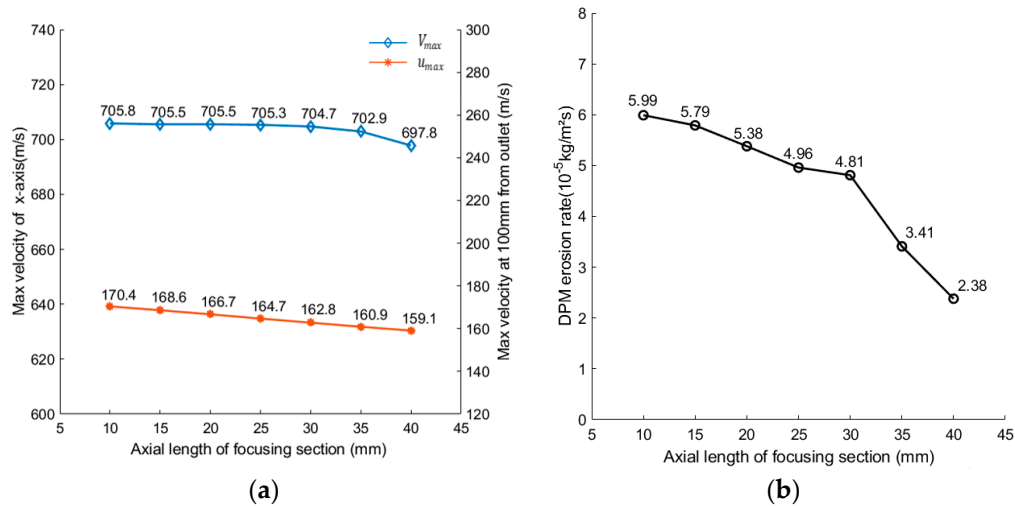 740
720
700
680
660
640
620
600
Max velocity of x-axis(m/s)
300
280
260
240
220
200
180
160
140
120
Max velocity at 100mm from outlet (m/s)
V_max
u_max
705.8 705.5 705.5 705.3 704.7 702.9 697.8
170.4 168.6 166.7 164.7 162.8 160.9 159.1
5 10 15 20 25 30 35 40 45
Axial length of focusing section (mm)
(a)
8
7
6
5
4
3
2
1
0
DPM erosion rate(10⁻⁵kg/m²s)
5.99 5.79 5.38 4.96 4.81 3.41 2.38
5 10 15 20 25 30 35 40 45
Axial length of focusing section (mm)
(b)